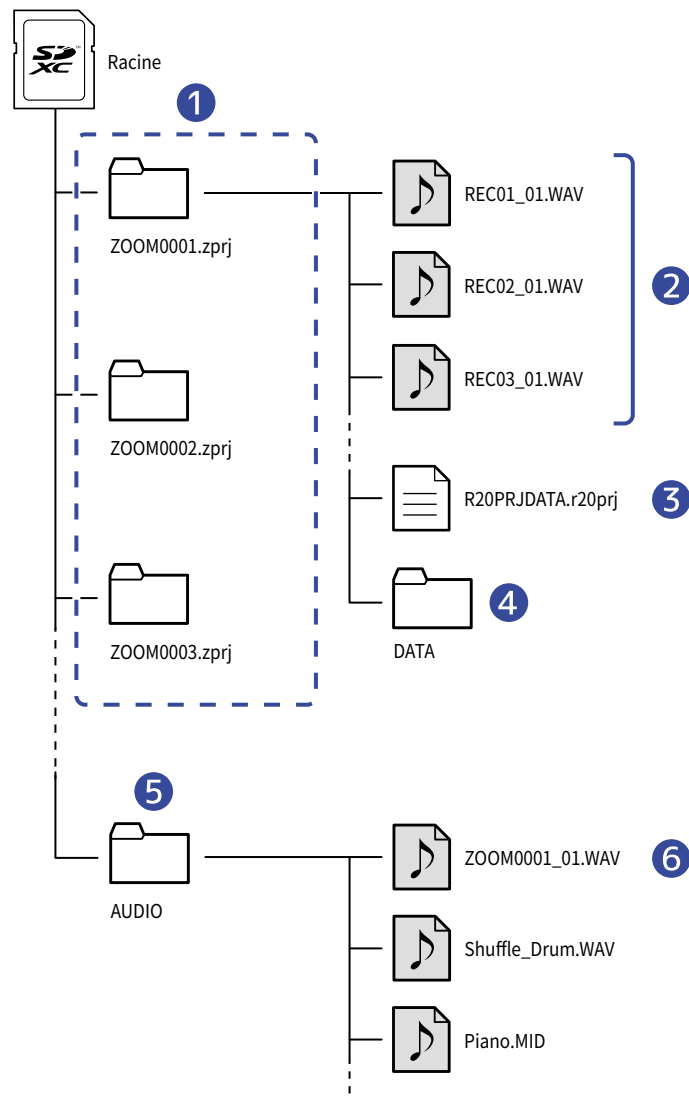 SD XC
Racine
1
ZOOM0001.zprj
REC01_01.WAV
REC02_01.WAV
2
REC03_01.WAV
ZOOM0002.zprj
R20PRJDATA.r20prj
3
ZOOM0003.zprj
4
DATA
5
AUDIO
ZOOM0001_01.WAV
6
Shuffle_Drum.WAV
Piano.MID